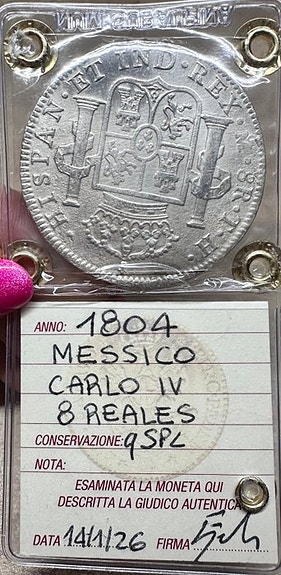 HISPAN·ET IND·REX·M·8R·T·H·
ANNO: 1804
MESSICO
CARLO IV
8 REALES
CONSERVAZIONE: qSPL
NOTA:
ESAMINATA LA MONETA QUI
DESCRITTA LA GIUDICO AUTENTICA
DATA 14/1/26 FIRMA